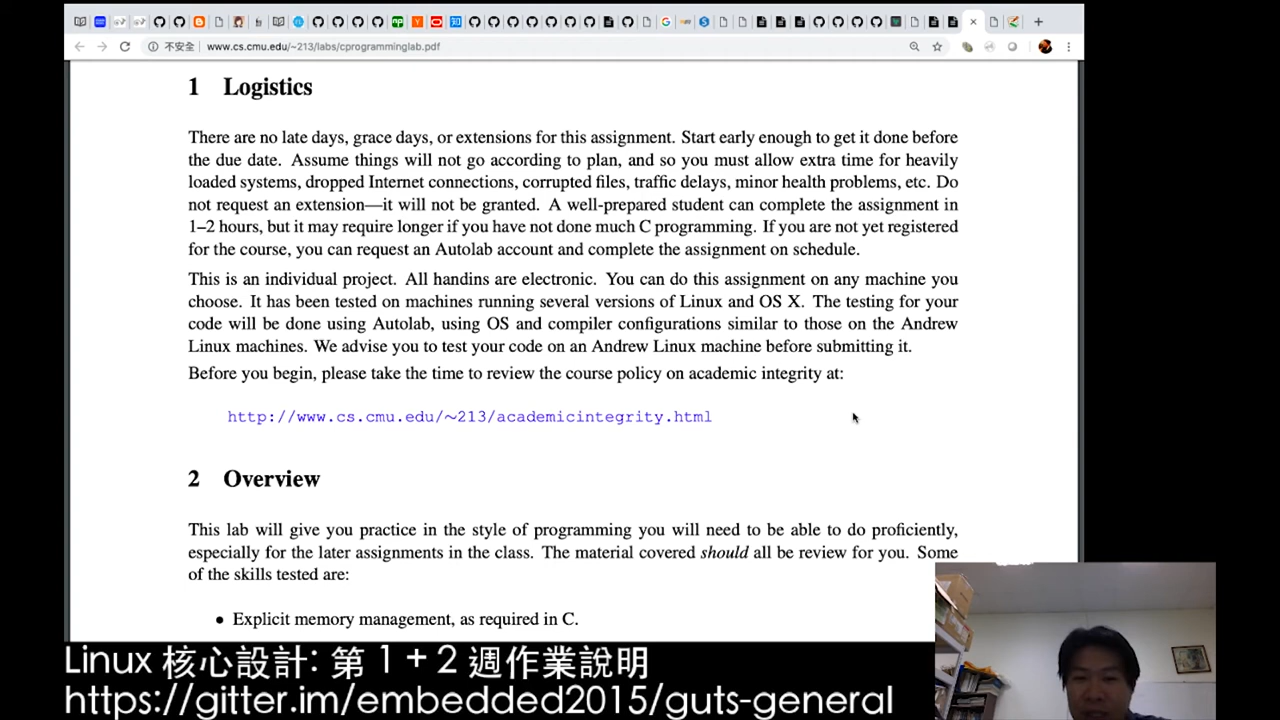 不安全 www.cs.cmu.edu/~213/labs/cprogramminglab.pdf
1 Logistics
There are no late days, grace days, or extensions for this assignment. Start early enough to get it done before
the due date. Assume things will not go according to plan, and so you must allow extra time for heavily
loaded systems, dropped Internet connections, corrupted files, traffic delays, minor health problems, etc. Do
not request an extension—it will not be granted. A well-prepared student can complete the assignment in
1–2 hours, but it may require longer if you have not done much C programming. If you are not yet registered
for the course, you can request an Autolab account and complete the assignment on schedule.
This is an individual project. All handins are electronic. You can do this assignment on any machine you
choose. It has been tested on machines running several versions of Linux and OS X. The testing for your
code will be done using Autolab, using OS and compiler configurations similar to those on the Andrew
Linux machines. We advise you to test your code on an Andrew Linux machine before submitting it.
Before you begin, please take the time to review the course policy on academic integrity at:
http://www.cs.cmu.edu/~213/academicintegrity.html
2 Overview
This lab will give you practice in the style of programming you will need to be able to do proficiently,
especially for the later assignments in the class. The material covered should all be review for you. Some
of the skills tested are:
• Explicit memory management, as required in C.
Linux 核心設計: 第 1 + 2 週作業說明
https://gitter.im/embedded2015/guts-general